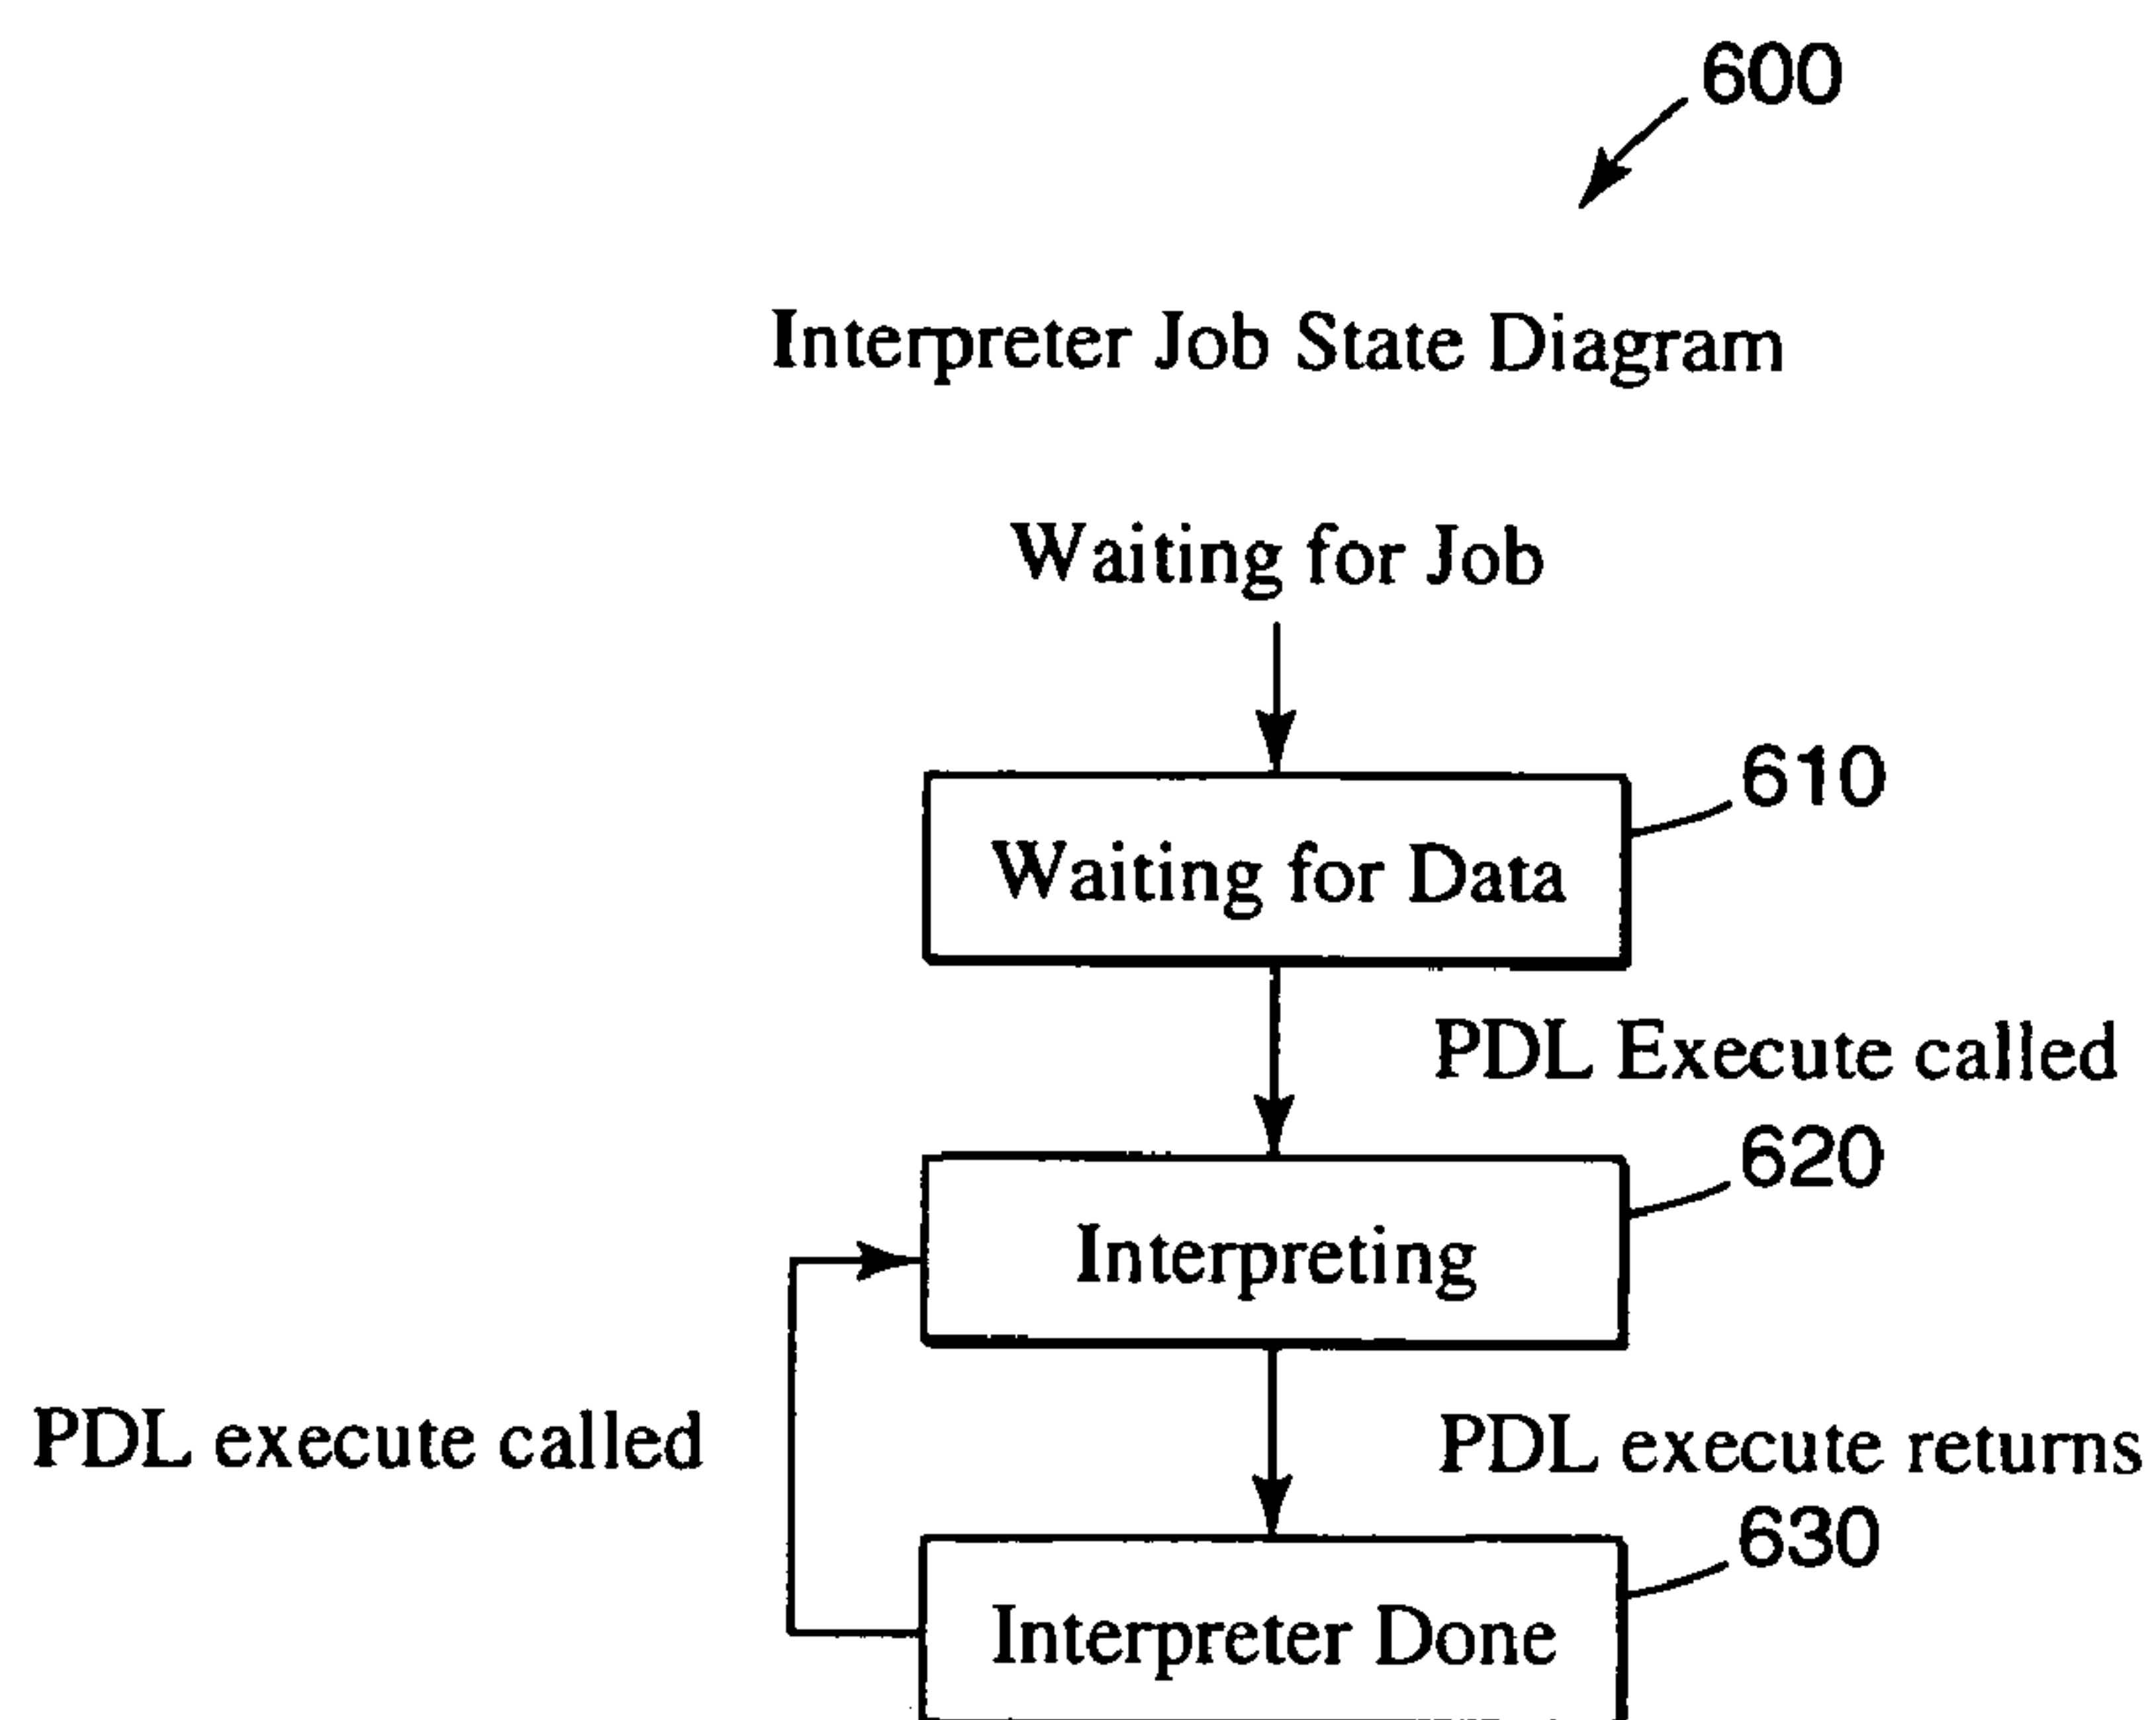 600
Interpreter Job State Diagram
Waiting for Job
610
Waiting for Data
PDL Execute called
620
Interpreting
PDL execute called
PDL execute returns
630
Interpreter Done